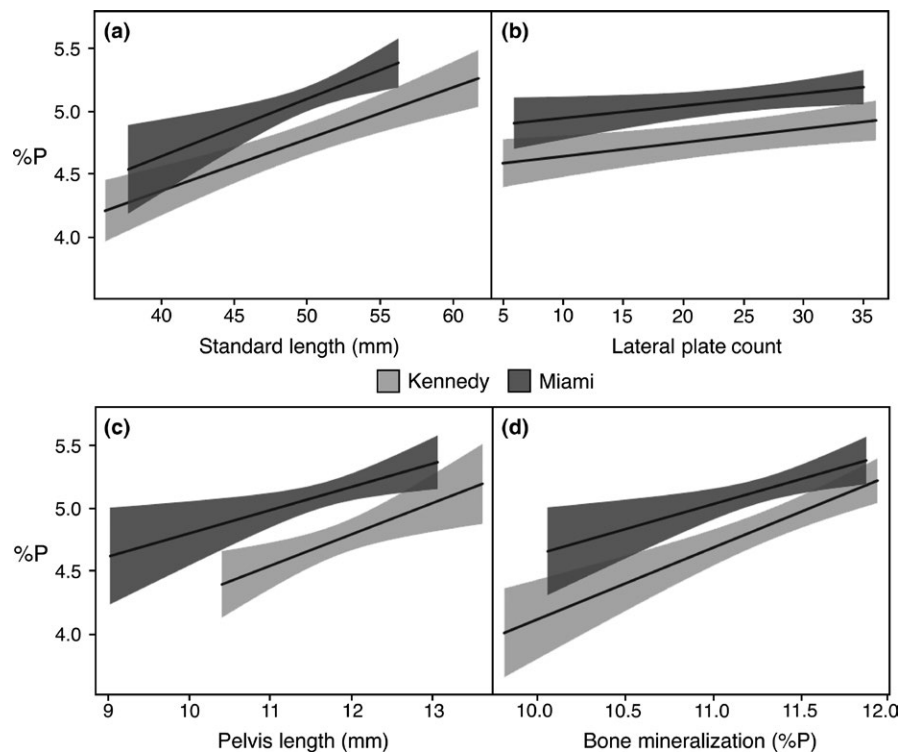 (a)
(b)
5.5
5.0
%P
4.5
4.0
40 45 50 55 60 5 10 15 20 25 30 35
Standard length (mm) Lateral plate count
Kennedy Miami
(c)
(d)
5.5
5.0
%P
4.5
4.0
9 10 11 12 13 10.0 10.5 11.0 11.5 12.0
Pelvis length (mm) Bone mineralization (%P)